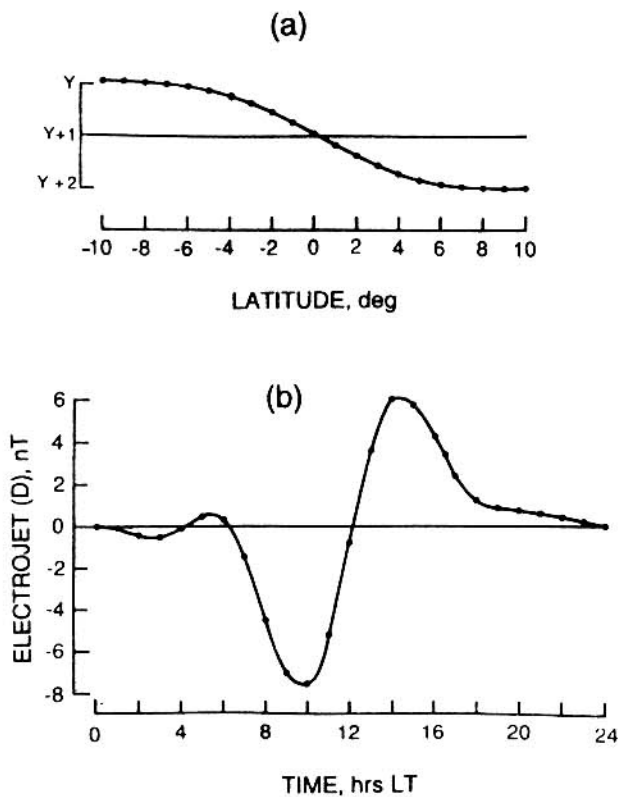 (a)
Y
Y+1
Y+2
-10 -8 -6 -4 -2 0 2 4 6 8 10
LATITUDE, deg
(b)
ELECTROJET (D), nT
6
4
2
0
-2
-4
-6
-8
0 4 8 12 16 20 24
TIME, hrs LT